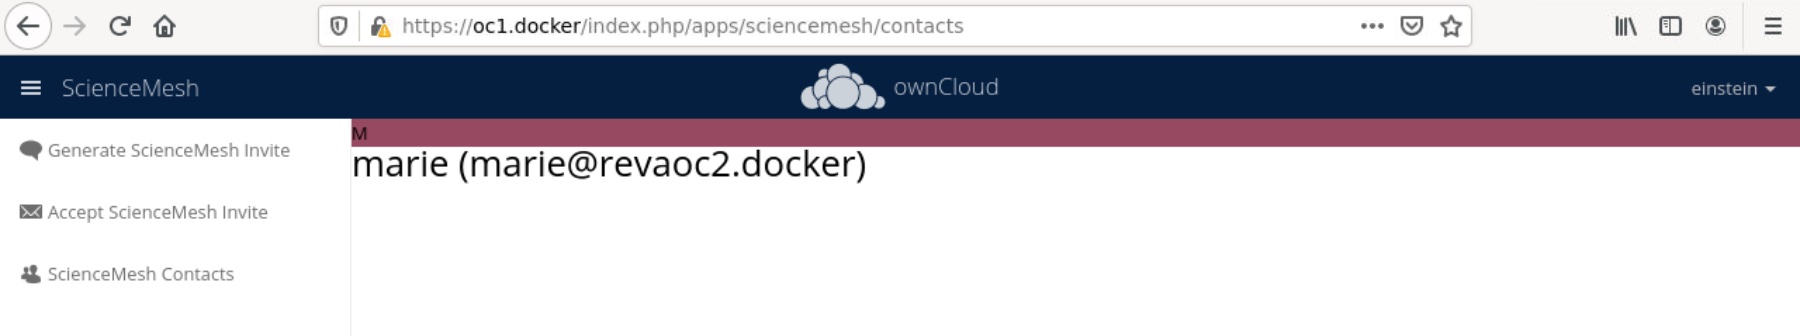 https://oc1.docker/index.php/apps/sciencemesh/contacts
ScienceMesh
ownCloud
einstein
Generate ScienceMesh Invite
Accept ScienceMesh Invite
ScienceMesh Contacts
M
marie (marie@revaoc2.docker)